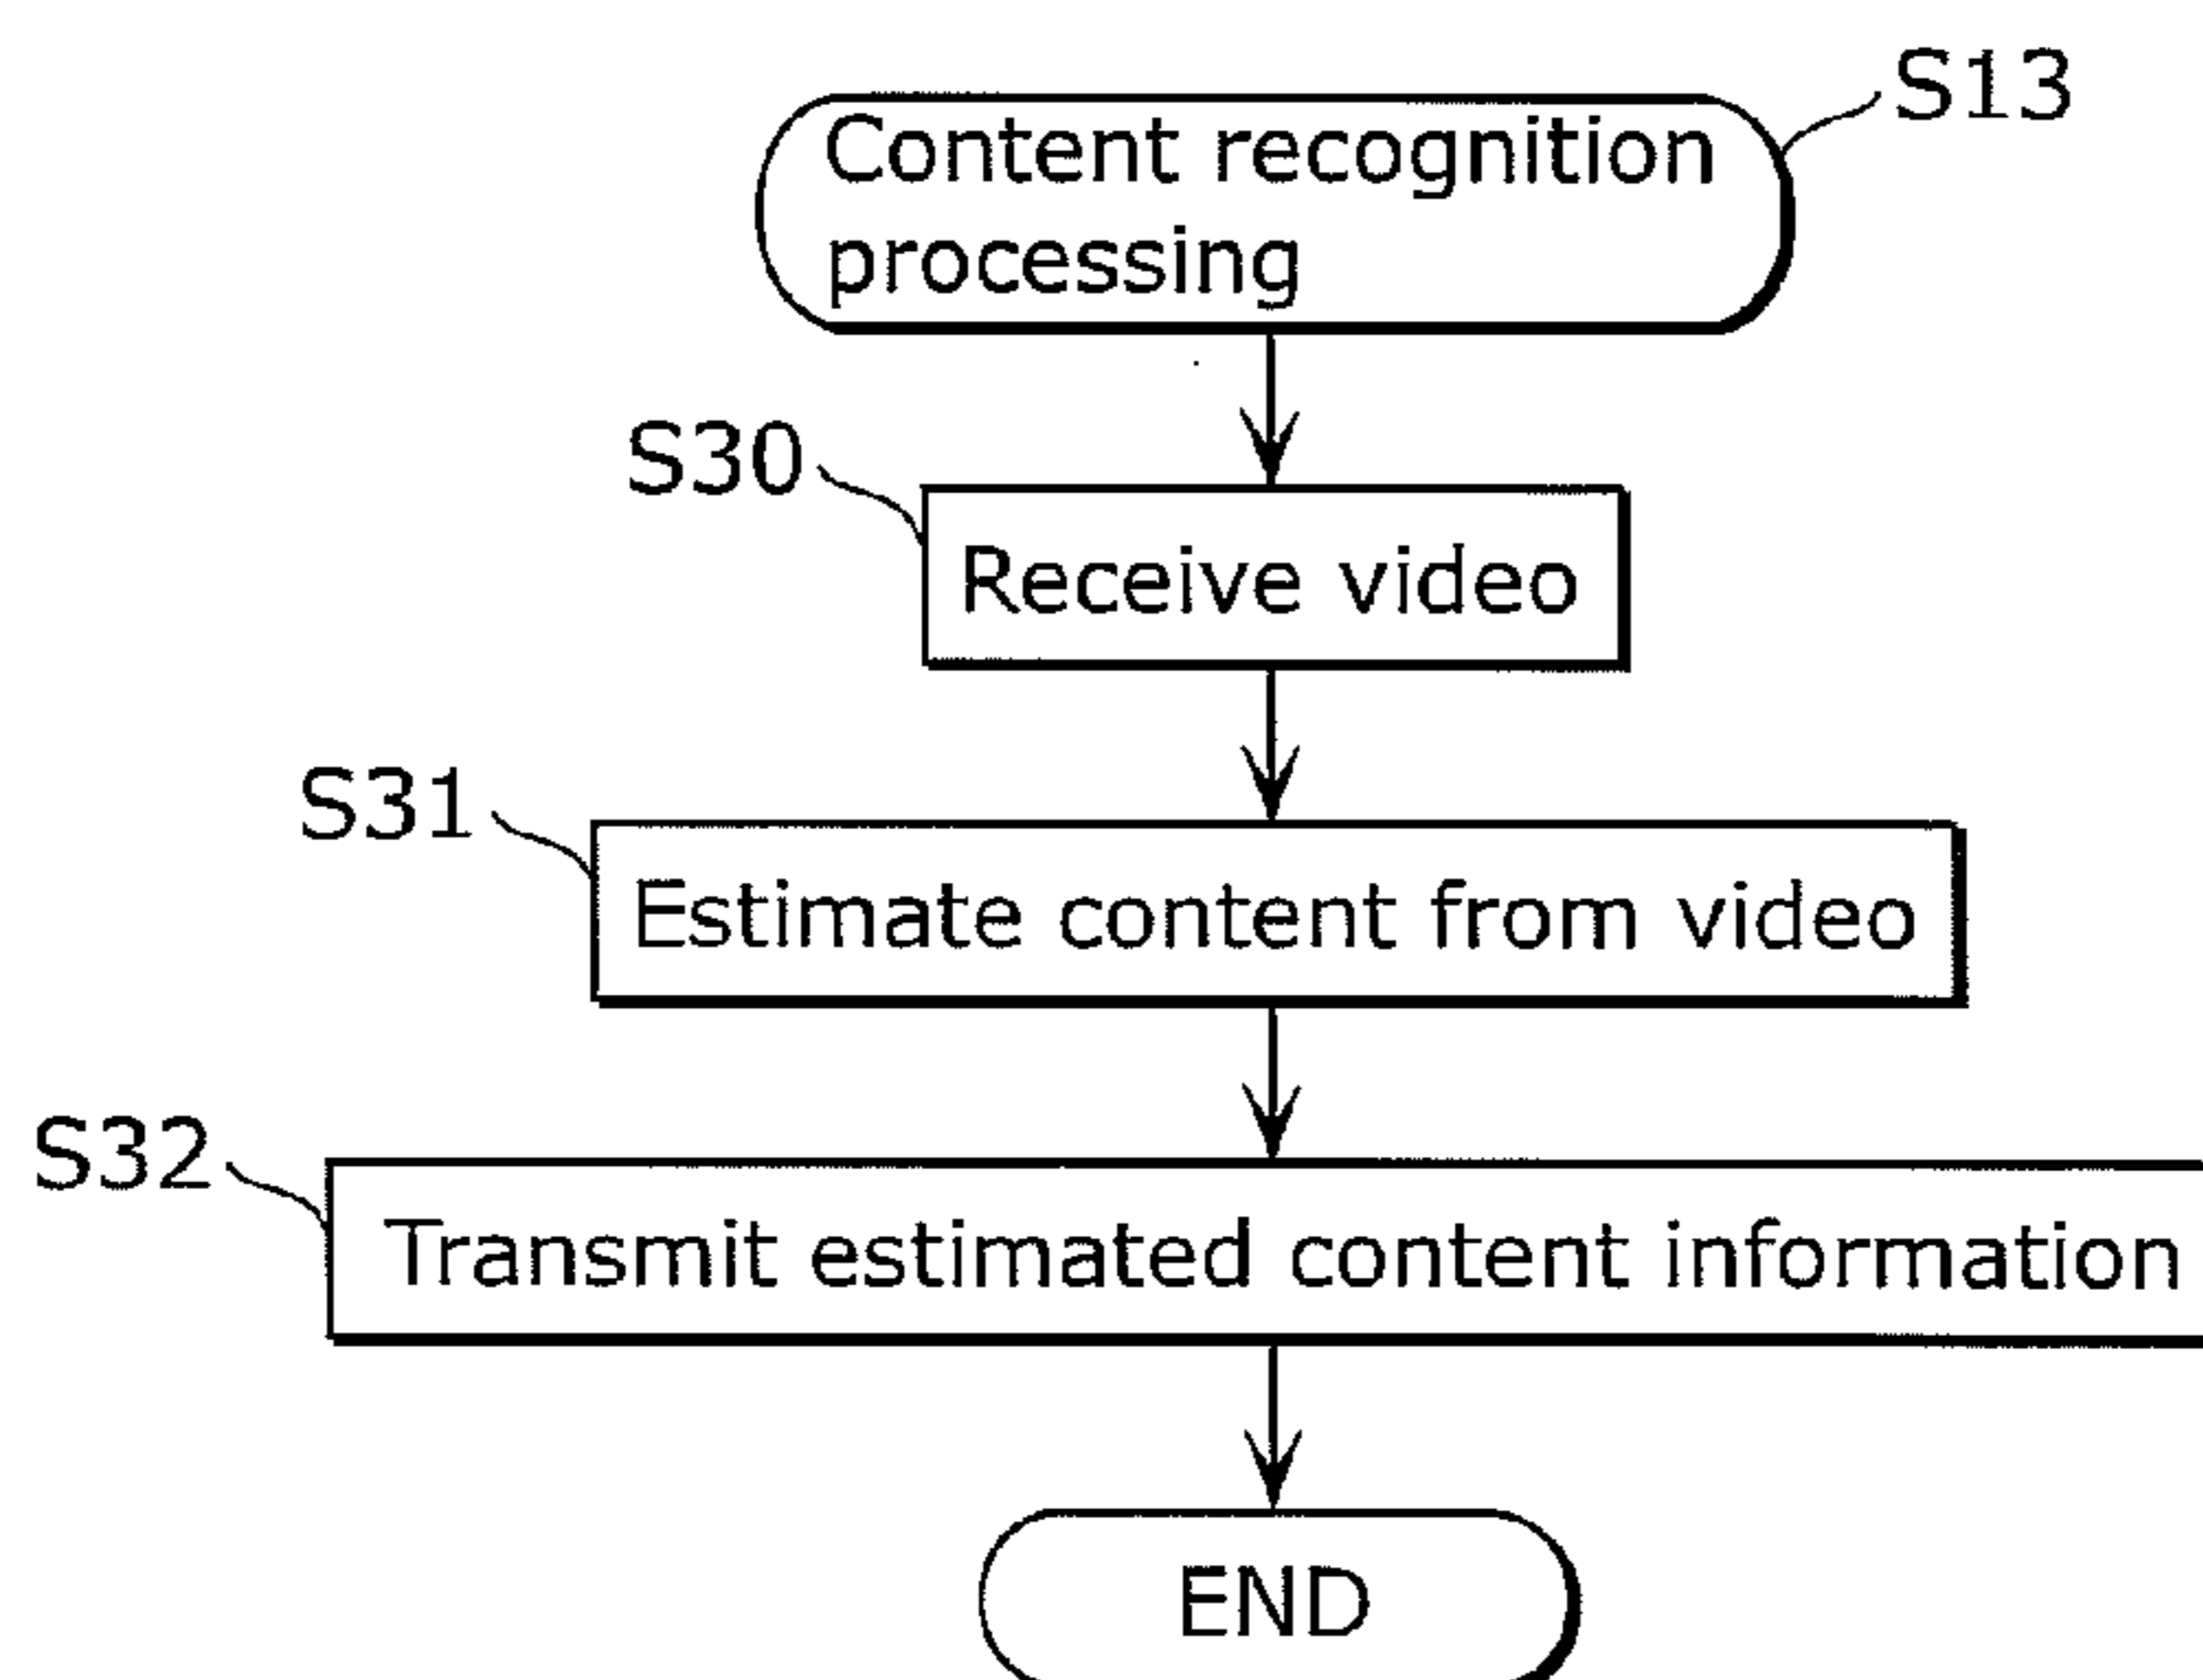 S13
Content recognition
processing
S30
Receive video
S31
Estimate content from video
S32
Transmit estimated content information
END